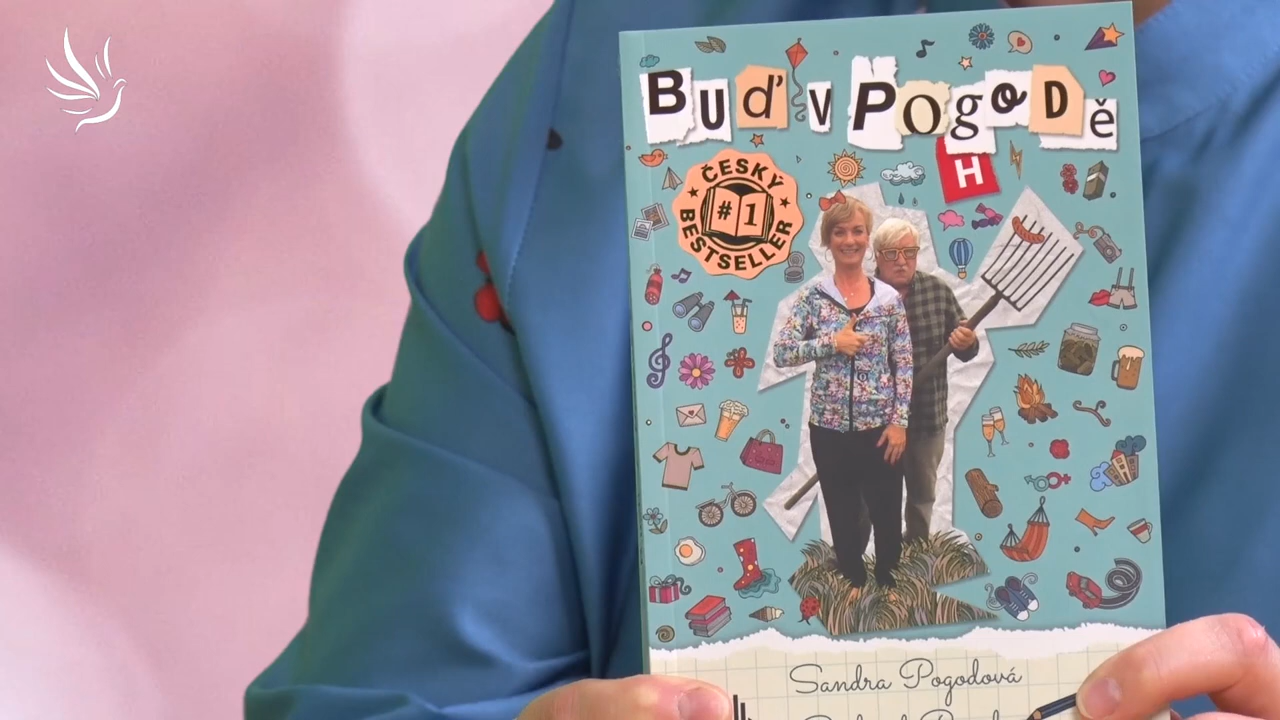 Buď v PogoDě
H
ČESKÝ
#1
BESTSELLER
Sandra Pogodová